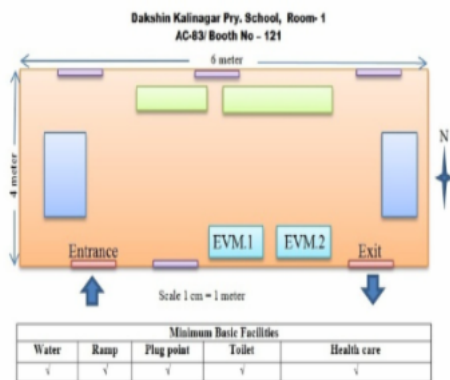 Dakshin Kalinagar Pry. School, Room- 1
AC-83/ Booth No – 121
6 meter
4 meter
N
EVM.1 EVM.2
Entrance Exit
Scale 1 cm = 1 meter
Minimum Basic Facilities
Water Ramp Plug point Toilet Health care
√ √ √ √ √